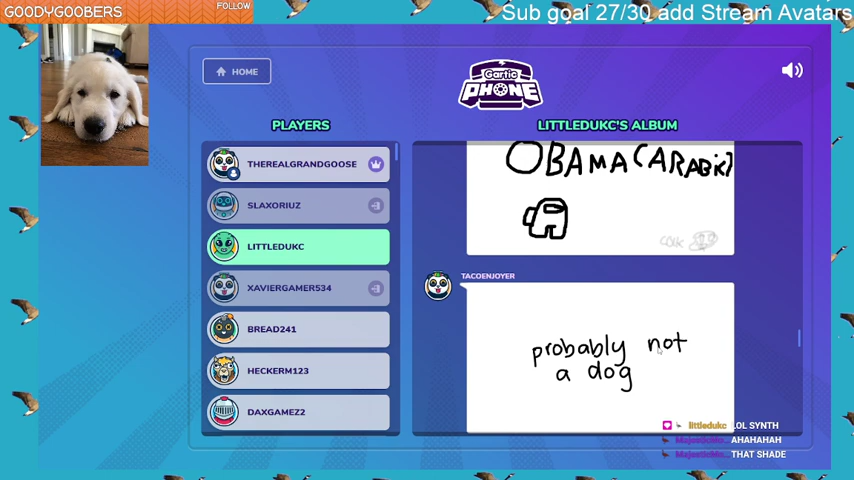 GOODYGOOBERS
FOLLOW
Sub goal 27/30 add Stream Avatars
HOME
Gartic
PHONE
PLAYERS
LITTLEDUKC'S ALBUM
THEREALGRANDGOOSE
SLAXORIUZ
LITTLEDUKC
XAVIERGAMER534
BREAD241
HECKERM123
DAXGAMEZ2
OBAMA (ARABIC)
TACOENJOYER
probably not
a dog
littledukc LOL SYNTH
AHAHAHAH
THAT SHADE